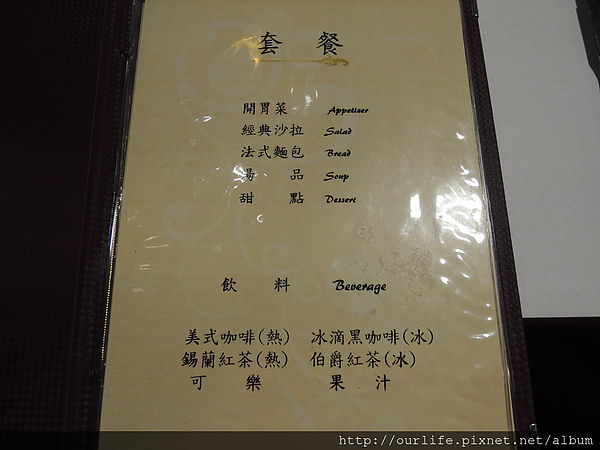 套 餐
開胃菜 Appetizer
經典沙拉 Salad
法式麵包 Bread
湯 品 Soup
甜 點 Dessert
飲 料 Beverage
美式咖啡(熱) 冰滴黑咖啡(冰)
錫蘭紅茶(熱) 伯爵紅茶(冰)
可 樂 果 汁
http://ourlife.pixnet.net/album